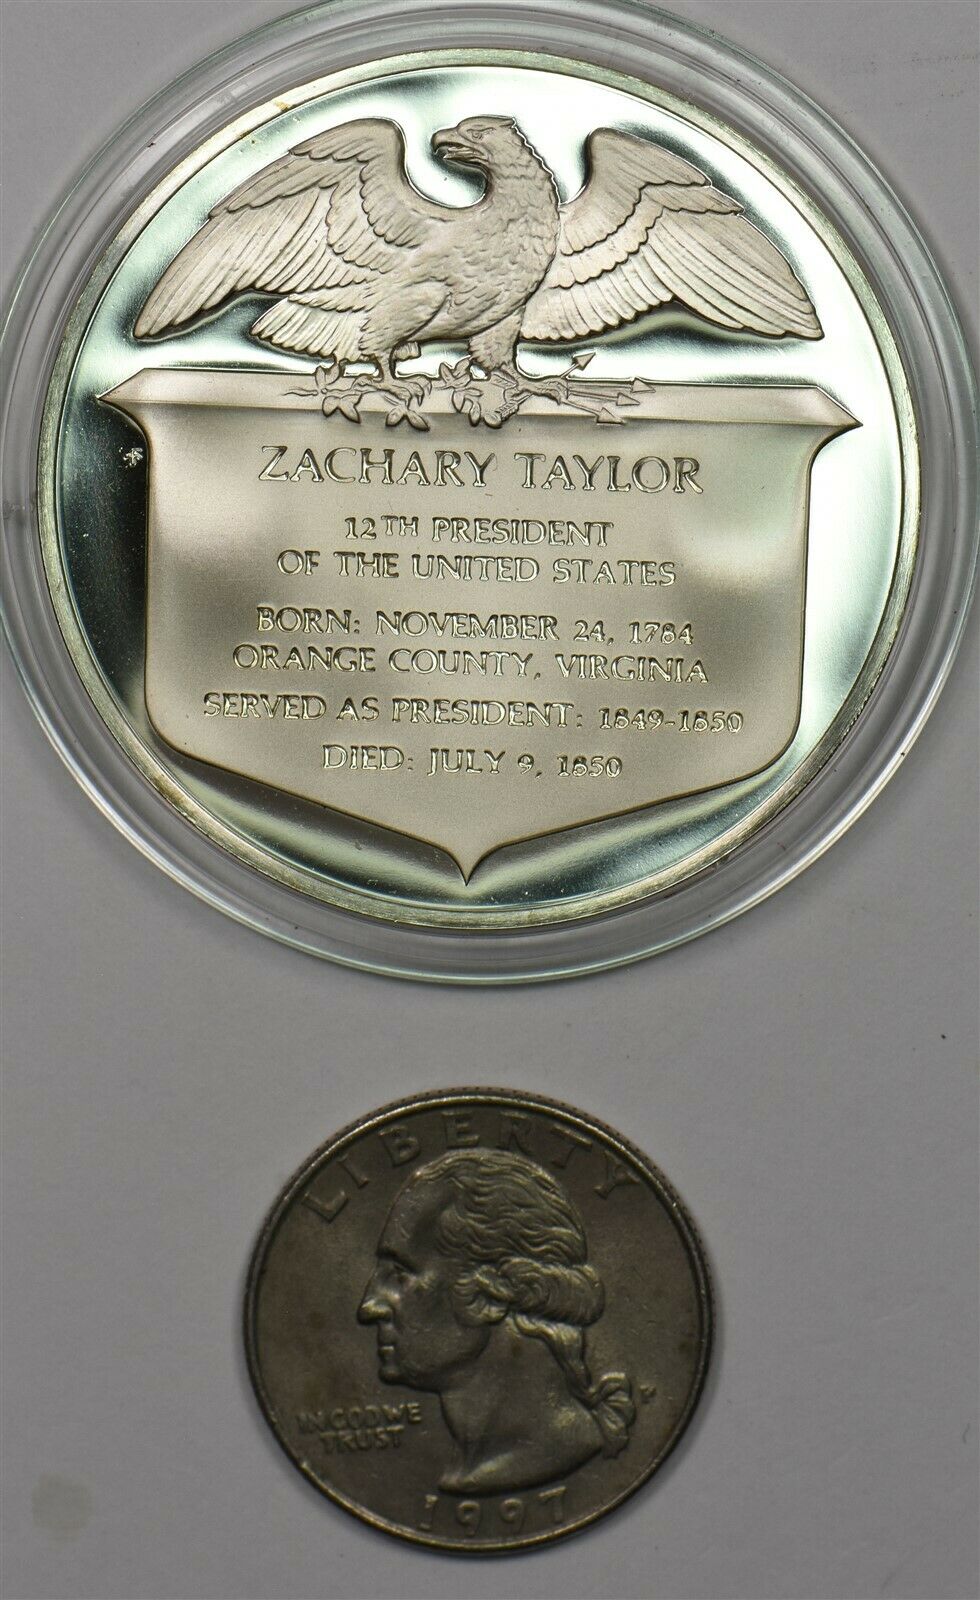 ZACHARY TAYLOR
12TH PRESIDENT
OF THE UNITED STATES
BORN: NOVEMBER 24, 1784
ORANGE COUNTY, VIRGINIA
SERVED AS PRESIDENT: 1849-1850
DIED: JULY 9, 1850
LIBERTY
IN GOD WE
TRUST
P
1997